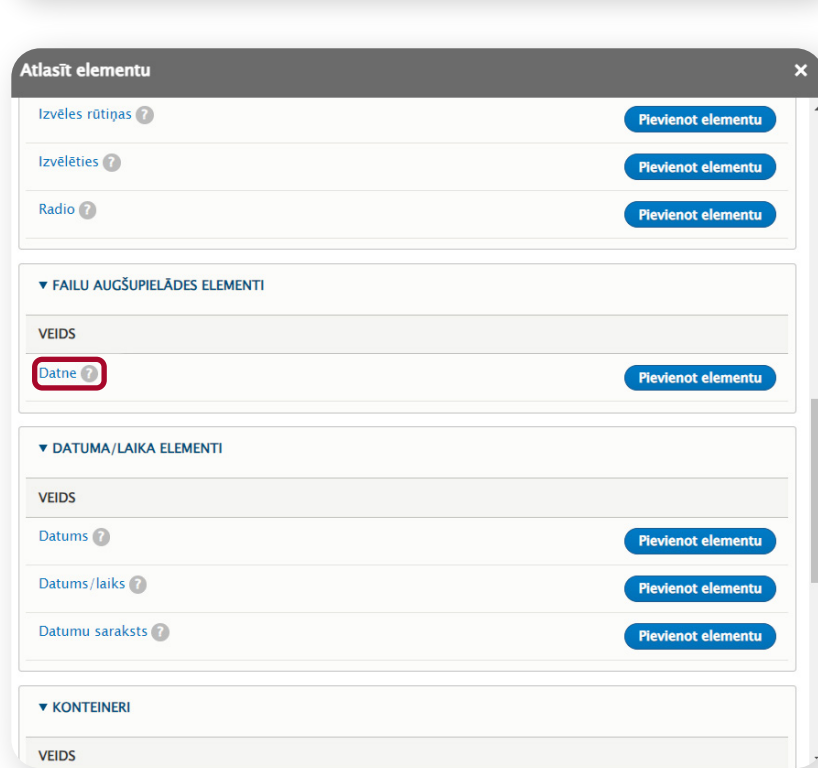 Atlasīt elementu ×
Izvēles rūtiņas ? Pievienot elementu
Izvēlēties ? Pievienot elementu
Radio ? Pievienot elementu
▼ FAILU AUGŠUPIELĀDES ELEMENTI
VEIDS
Datne ? Pievienot elementu
▼ DATUMA/LAIKA ELEMENTI
VEIDS
Datums ? Pievienot elementu
Datums/laiks ? Pievienot elementu
Datumu saraksts ? Pievienot elementu
▼ KONTEINERI
VEIDS